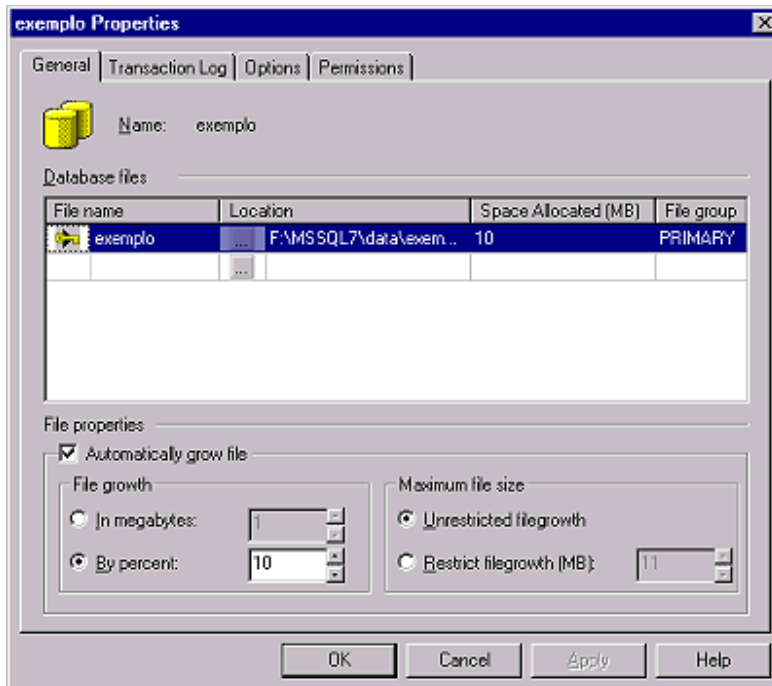 exemplo Properties
General Transaction Log Options Permissions
Name: exemplo
Database files
File name Location Space Allocated (MB) File group
exemplo ... F:\MSSQL7\data\exem... 10 PRIMARY
...
File properties
Automatically grow file
File growth Maximum file size
In megabytes: 1 Unrestricted filegrowth
By percent: 10 Restrict filegrowth (MB): 11
OK Cancel Apply Help